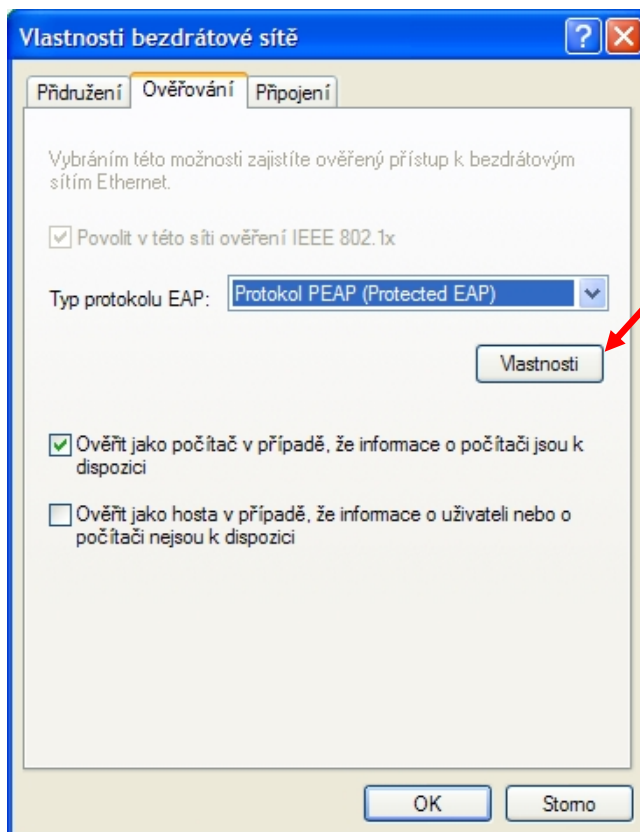 Vlastnosti bezdrátové sítě
Přidružení Ověřování Připojení
Vybráním této možnosti zajistíte ověřený přístup k bezdrátovým
sítím Ethernet.
Povolit v této síti ověření IEEE 802.1x
Typ protokolu EAP: Protokol PEAP (Protected EAP)
Vlastnosti
Ověřit jako počítač v případě, že informace o počítači jsou k
dispozici
Ověřit jako hosta v případě, že informace o uživateli nebo o
počítači nejsou k dispozici
OK Storno